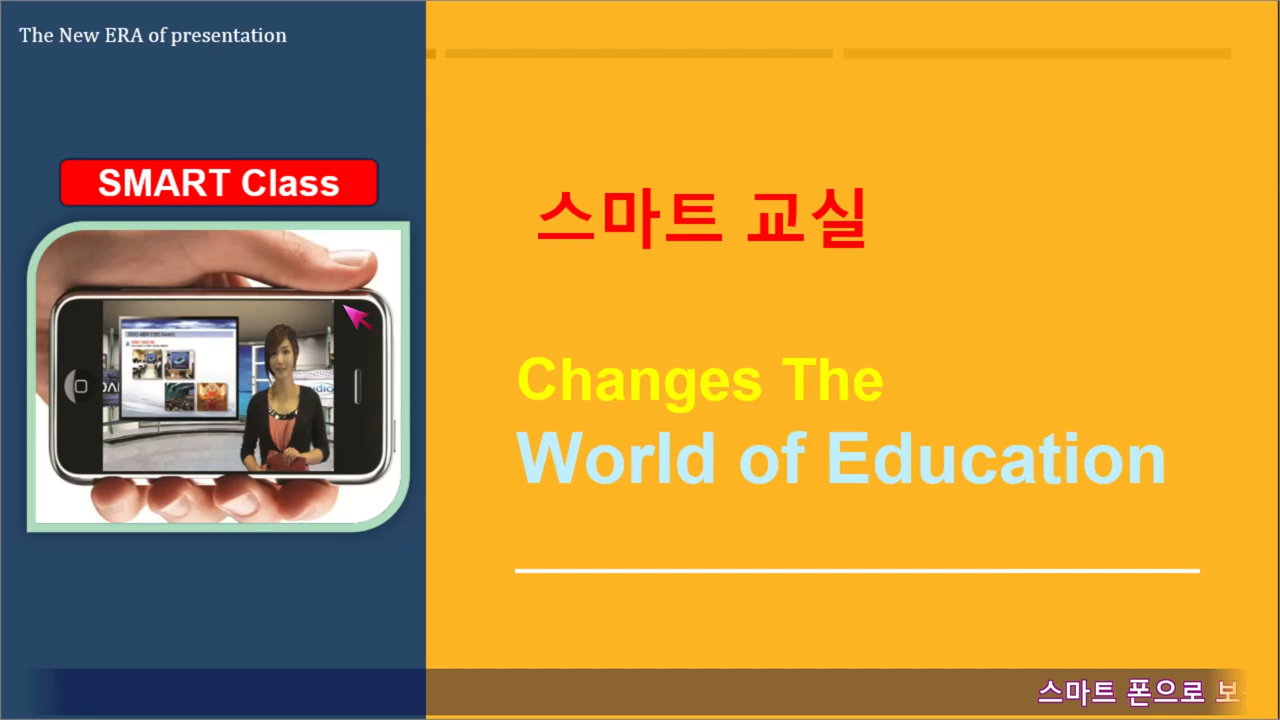 The New ERA of presentation
SMART Class
스마트 교실
Changes The
World of Education
스마트 폰으로 보